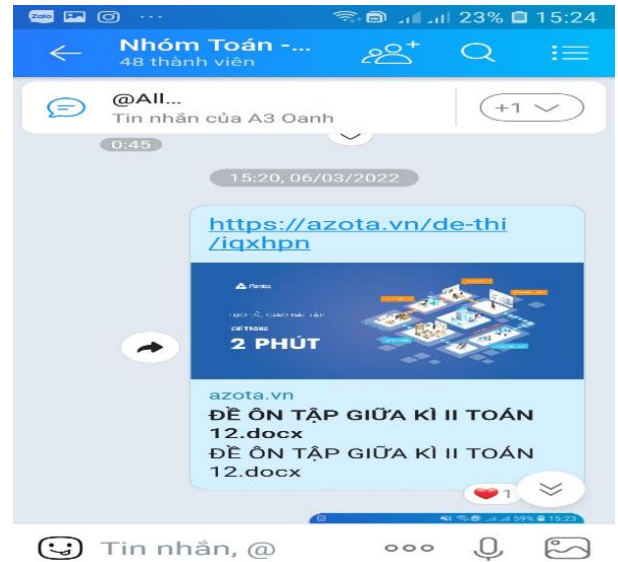 Zalo ... 23% 15:24
Nhóm Toán -...
48 thành viên
@All...
Tin nhắn của A3 Oanh
+1
0:45
15:20, 06/03/2022
https://azota.vn/de-thi
/iqxhpn
Azota
CHỈ TRONG
2 PHÚT
azota.vn
ĐỀ ÔN TẬP GIỮA KÌ II TOÁN
12.docx
ĐỀ ÔN TẬP GIỮA KÌ II TOÁN
12.docx
1
59% 15:23
Tin nhắn, @